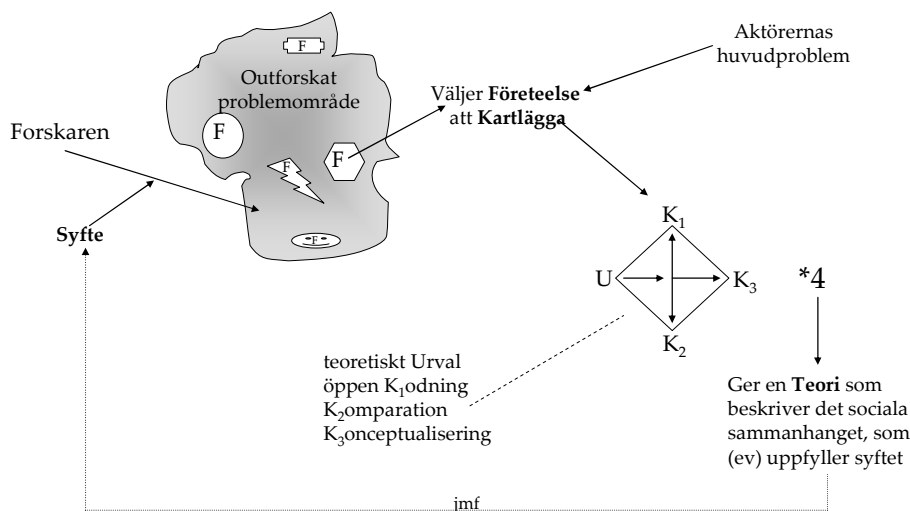 Aktörernas
huvudproblem
F
Outforskat
problemområde
Väljer Företeelse
att Kartlägga
Forskaren
F
F
F
Syfte
F
K₁
U
K₃
*4
K₂
teoretiskt Urval
öppen K₁odning
K₂omparation
K₃onceptualisering
Ger en Teori som
beskriver det sociala
sammanhanget, som
(ev) uppfyller syftet
jmf